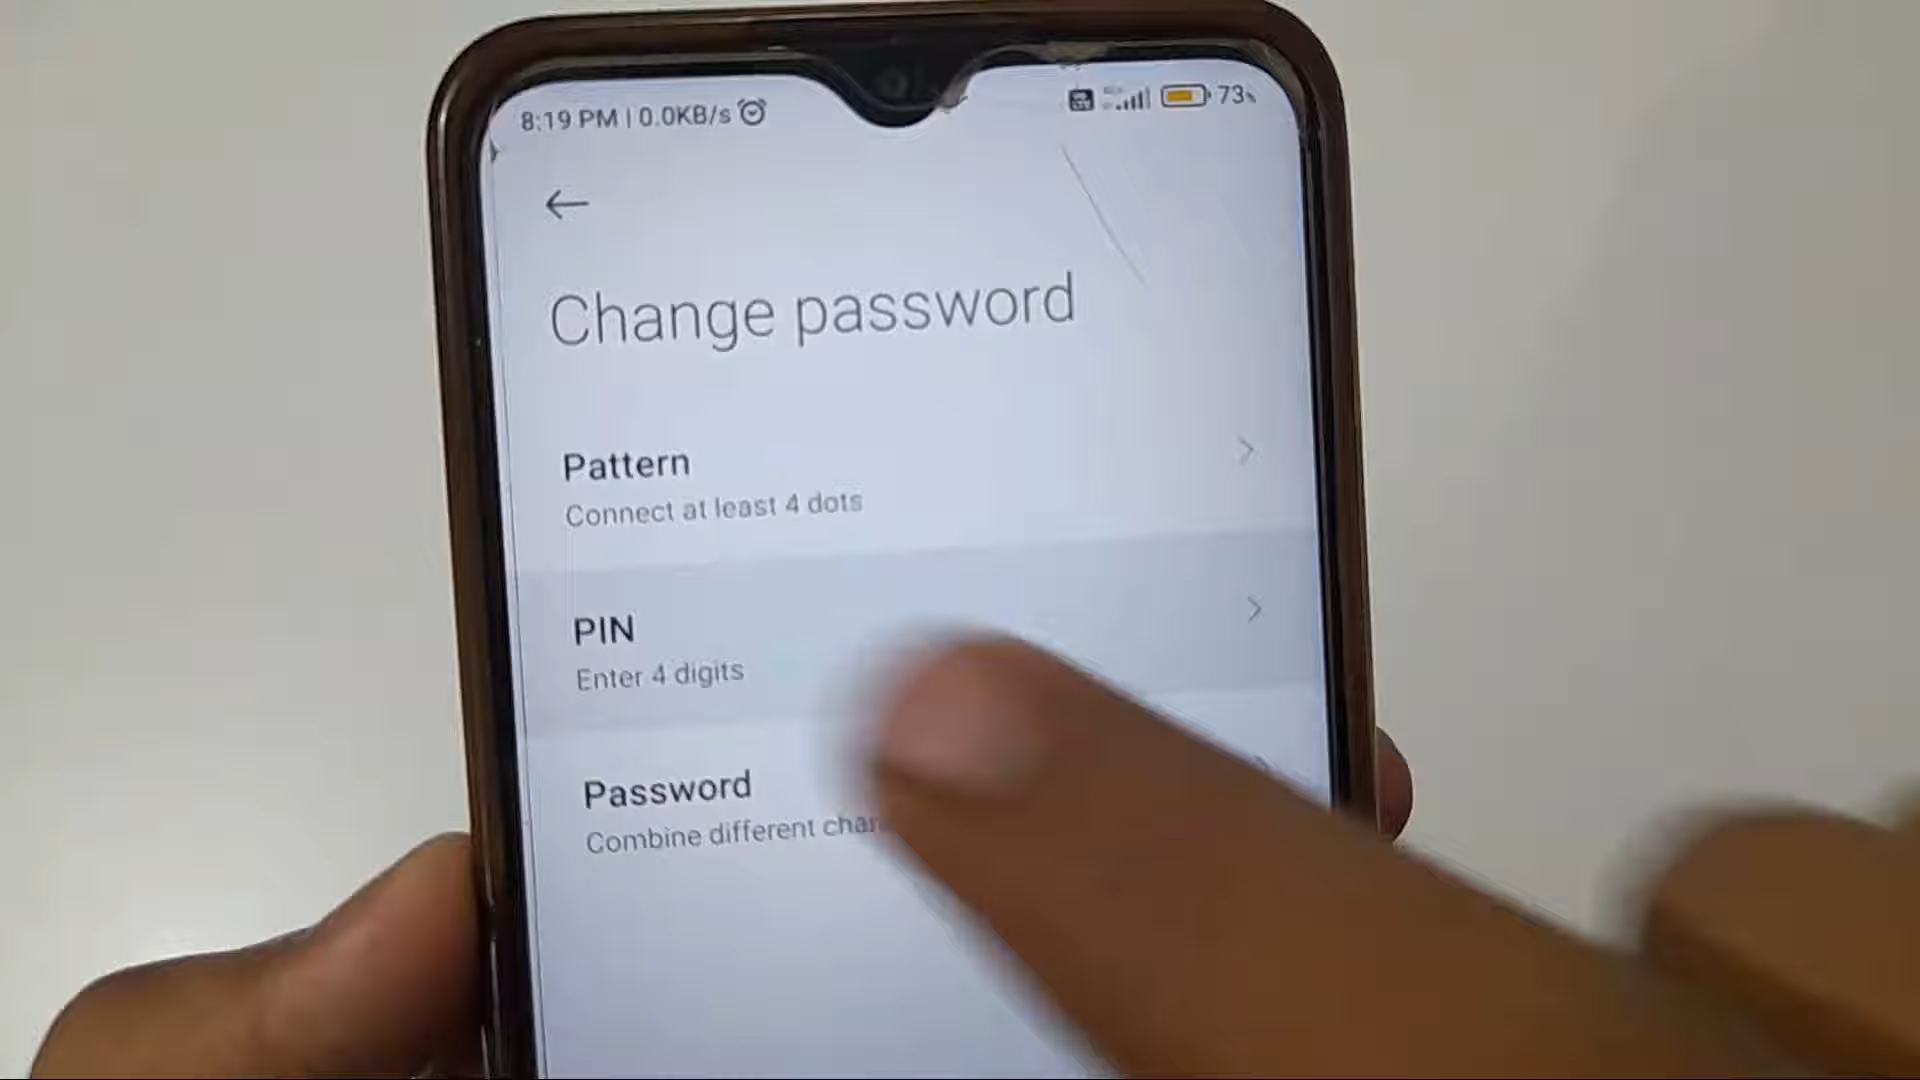 8:19 PM | 0.0KB/s 73%
Change password
Pattern
Connect at least 4 dots
PIN
Enter 4 digits
Password
Combine different